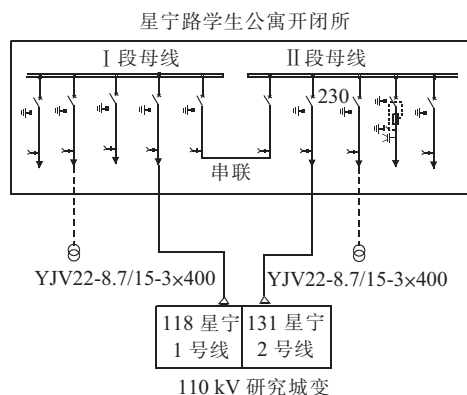 星宁路学生公寓开闭所
Ⅰ段母线
Ⅱ段母线
230
串联
YJV22-8.7/15-3×400
YJV22-8.7/15-3×400
118 星宁
1 号线
131 星宁
2 号线
110 kV 研究城变